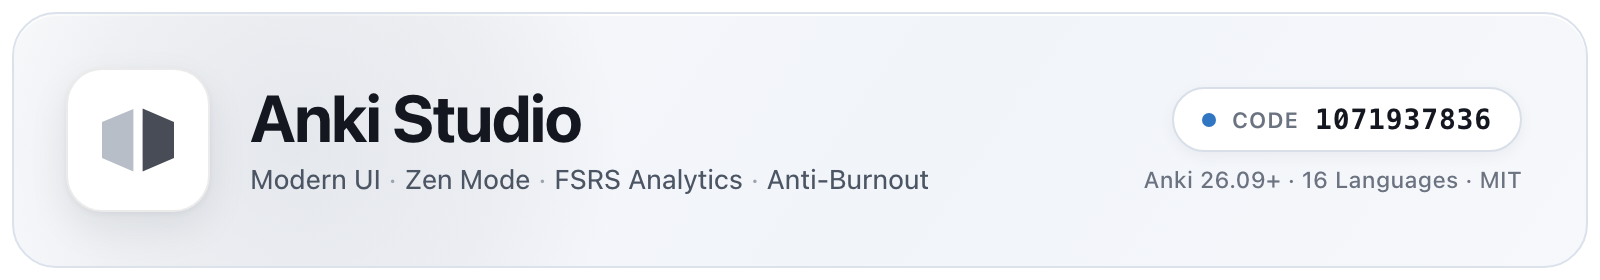 Anki Studio
Modern UI · Zen Mode · FSRS Analytics · Anti-Burnout
CODE 1071937836
Anki 26.09+ · 16 Languages · MIT